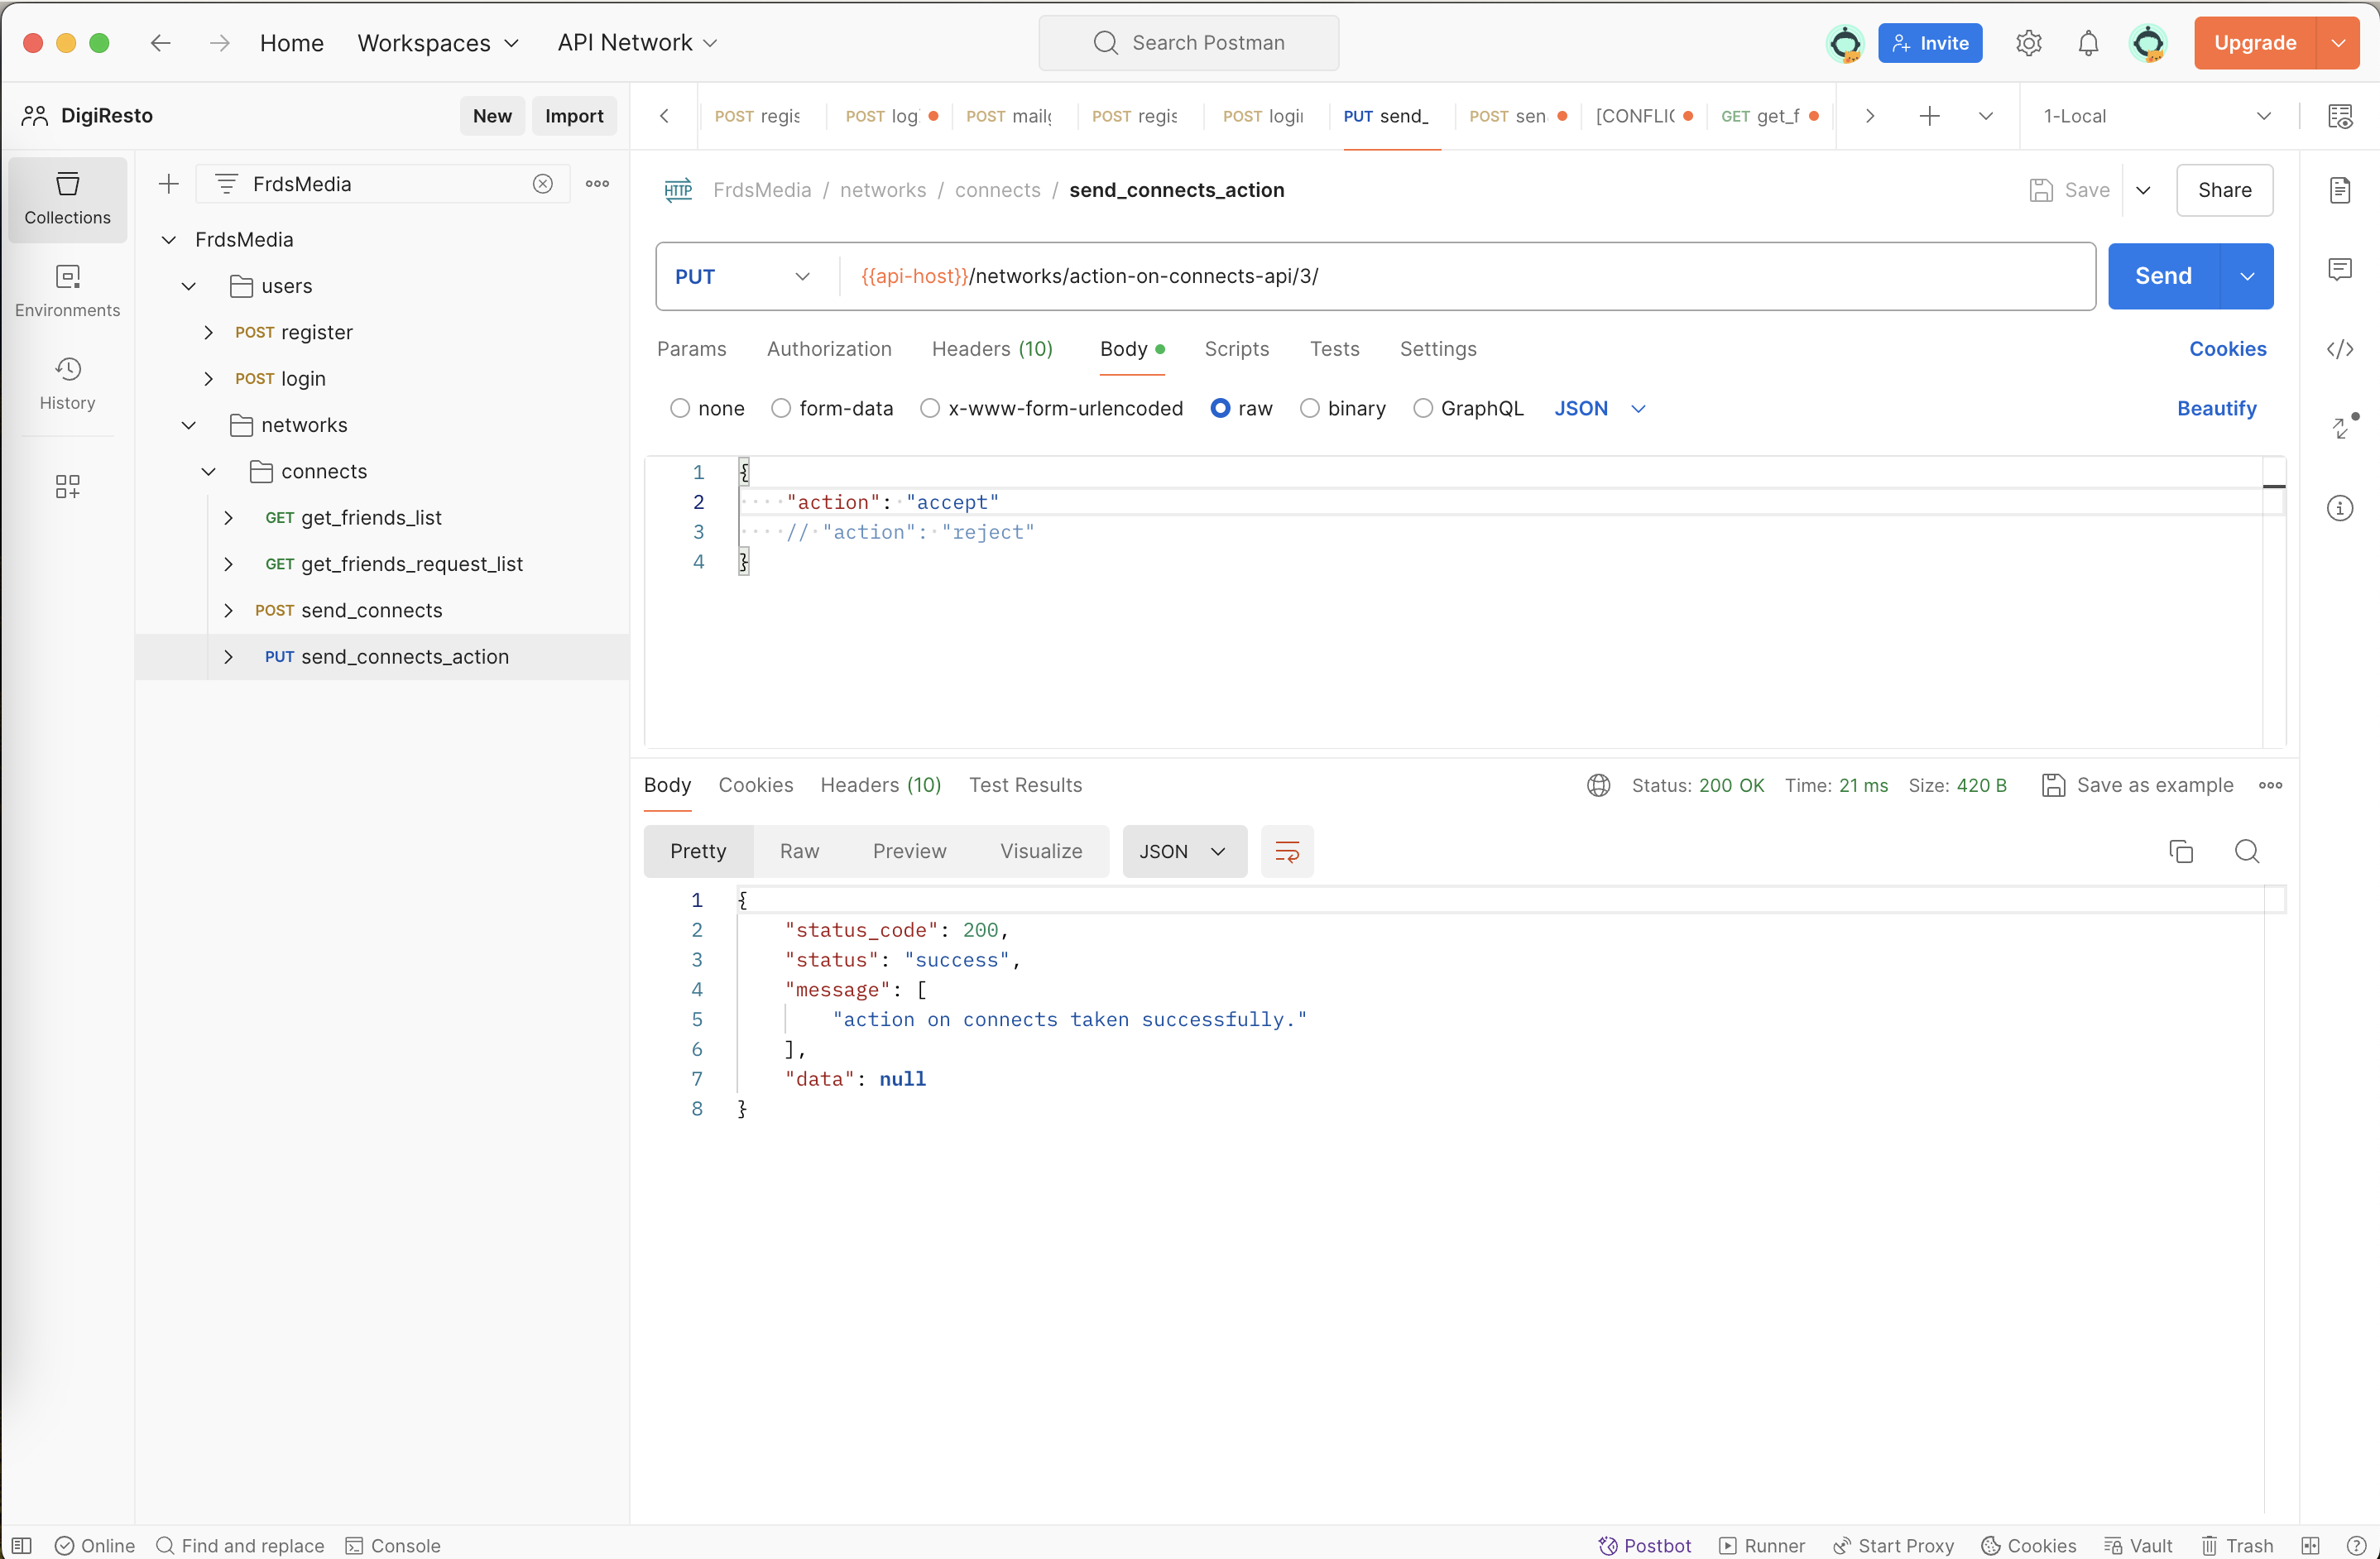 Home Workspaces API Network Search Postman Invite Upgrade
DigiResto New Import
POST regis POST log POST mailg POST regis POST logii PUT send_ POST sen [CONFLIC GET get_f 1-Local
Collections
Environments
History
FrdsMedia
FrdsMedia
users
POST register
POST login
networks
connects
GET get_friends_list
GET get_friends_request_list
POST send_connects
PUT send_connects_action
HTTP FrdsMedia / networks / connects / send_connects_action Save Share
PUT {{api-host}}/networks/action-on-connects-api/3/ Send
Params Authorization Headers (10) Body Scripts Tests Settings Cookies
none form-data x-www-form-urlencoded raw binary GraphQL JSON Beautify
1 {
2 "action": "accept"
3 // "action": "reject"
4 }
Body Cookies Headers (10) Test Results Status: 200 OK Time: 21 ms Size: 420 B Save as example
Pretty Raw Preview Visualize JSON
1 {
2 "status_code": 200,
3 "status": "success",
4 "message": [
5 "action on connects taken successfully."
6 ],
7 "data": null
8 }
Online Find and replace Console Postbot Runner Start Proxy Cookies Vault Trash